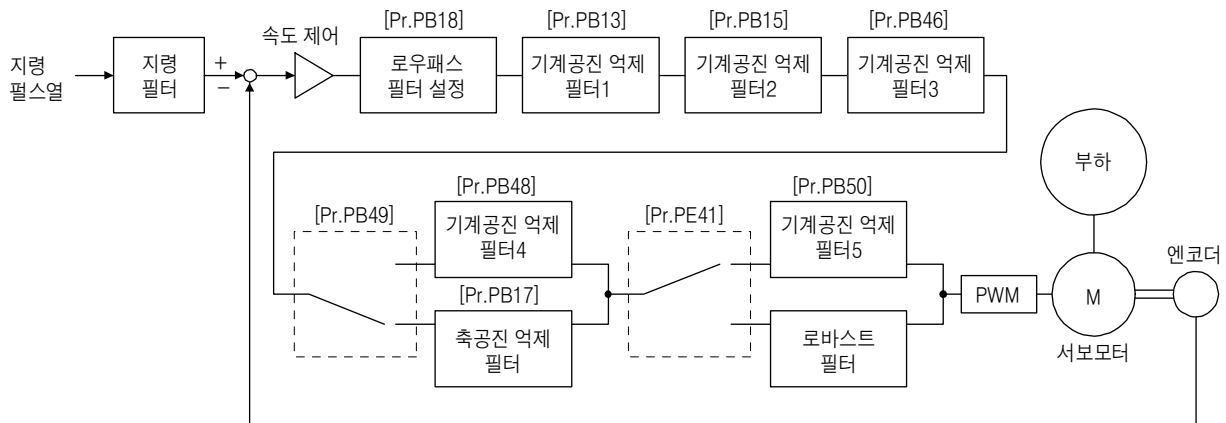 [Pr.PB18]
[Pr.PB13]
[Pr.PB15]
[Pr.PB46]
속도 제어
지령
펄스열
지령
필터
+
−
로우패스
필터 설정
기계공진 억제
필터1
기계공진 억제
필터2
기계공진 억제
필터3
부하
[Pr.PB48]
[Pr.PB50]
[Pr.PB49]
[Pr.PE41]
기계공진 억제
필터4
기계공진 억제
필터5
엔코더
[Pr.PB17]
PWM
M
축공진 억제
필터
로바스트
필터
서보모터